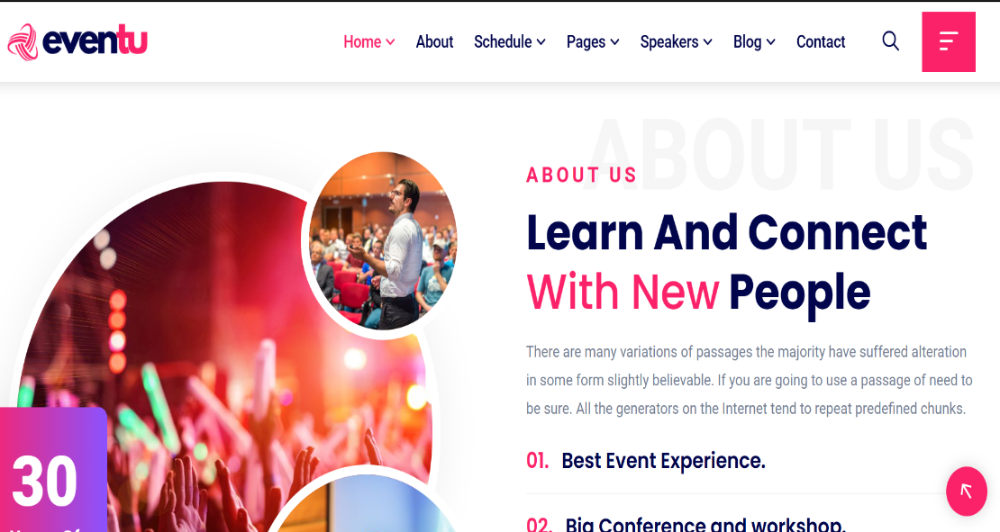 eventu
Home About Schedule Pages Speakers Blog Contact
ABOUT US
ABOUT US
Learn And Connect
With New People
There are many variations of passages the majority have suffered alteration
in some form slightly believable. If you are going to use a passage of need to
be sure. All the generators on the Internet tend to repeat predefined chunks.
01. Best Event Experience.
02. Big Conference and workshop.
30